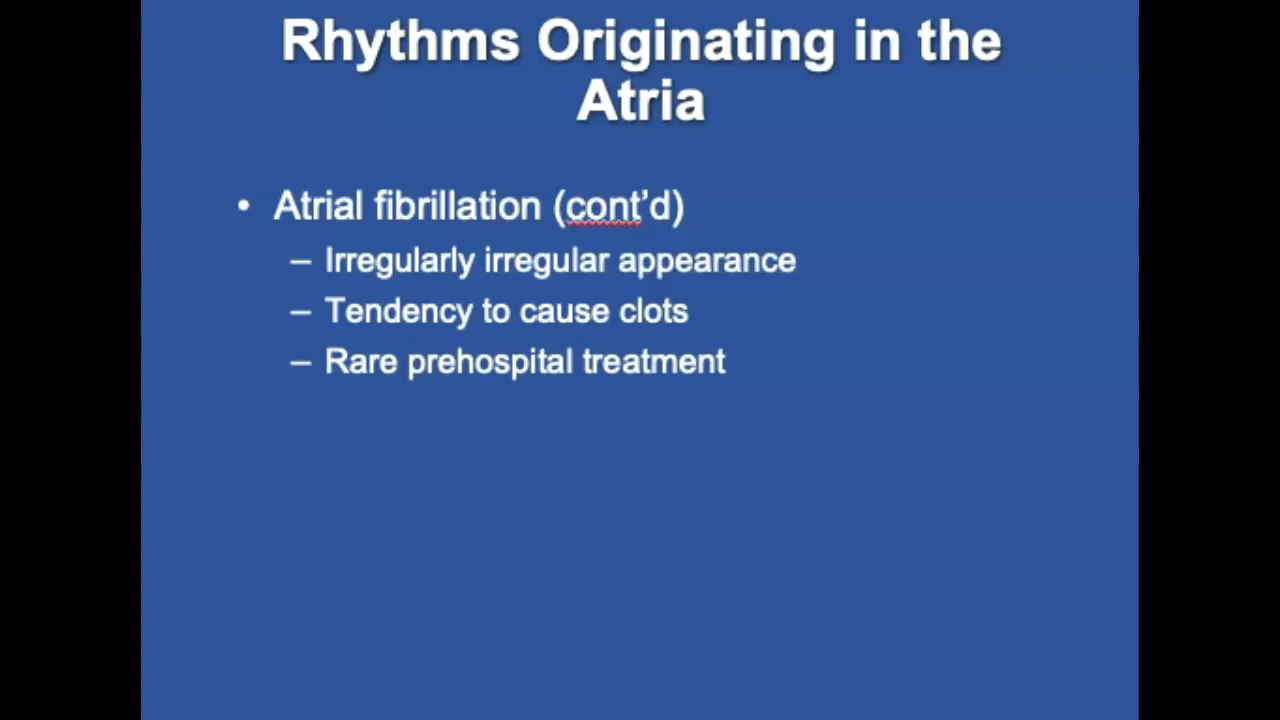 Rhythms Originating in the
Atria
• Atrial fibrillation (cont’d)
– Irregularly irregular appearance
– Tendency to cause clots
– Rare prehospital treatment